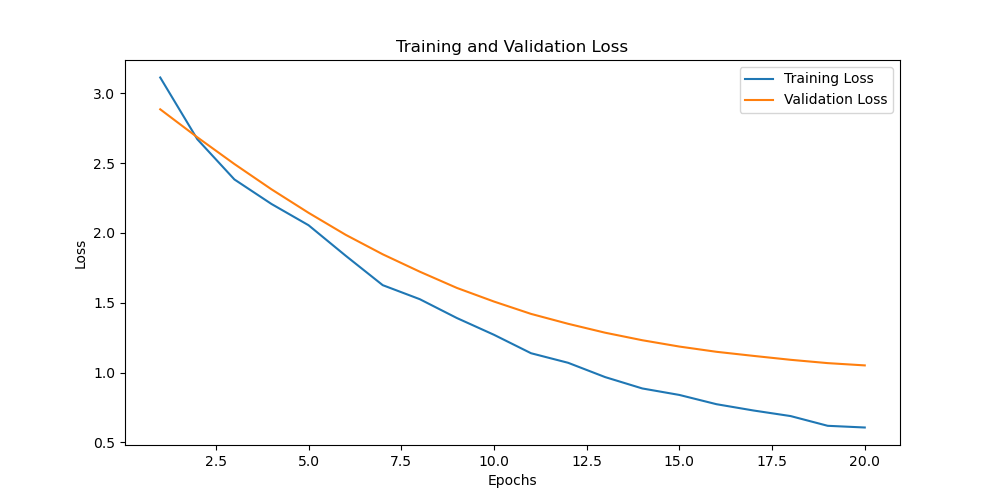 Training and Validation Loss
Training Loss
Validation Loss
3.0
2.5
2.0
1.5
1.0
0.5
Loss
2.5 5.0 7.5 10.0 12.5 15.0 17.5 20.0
Epochs